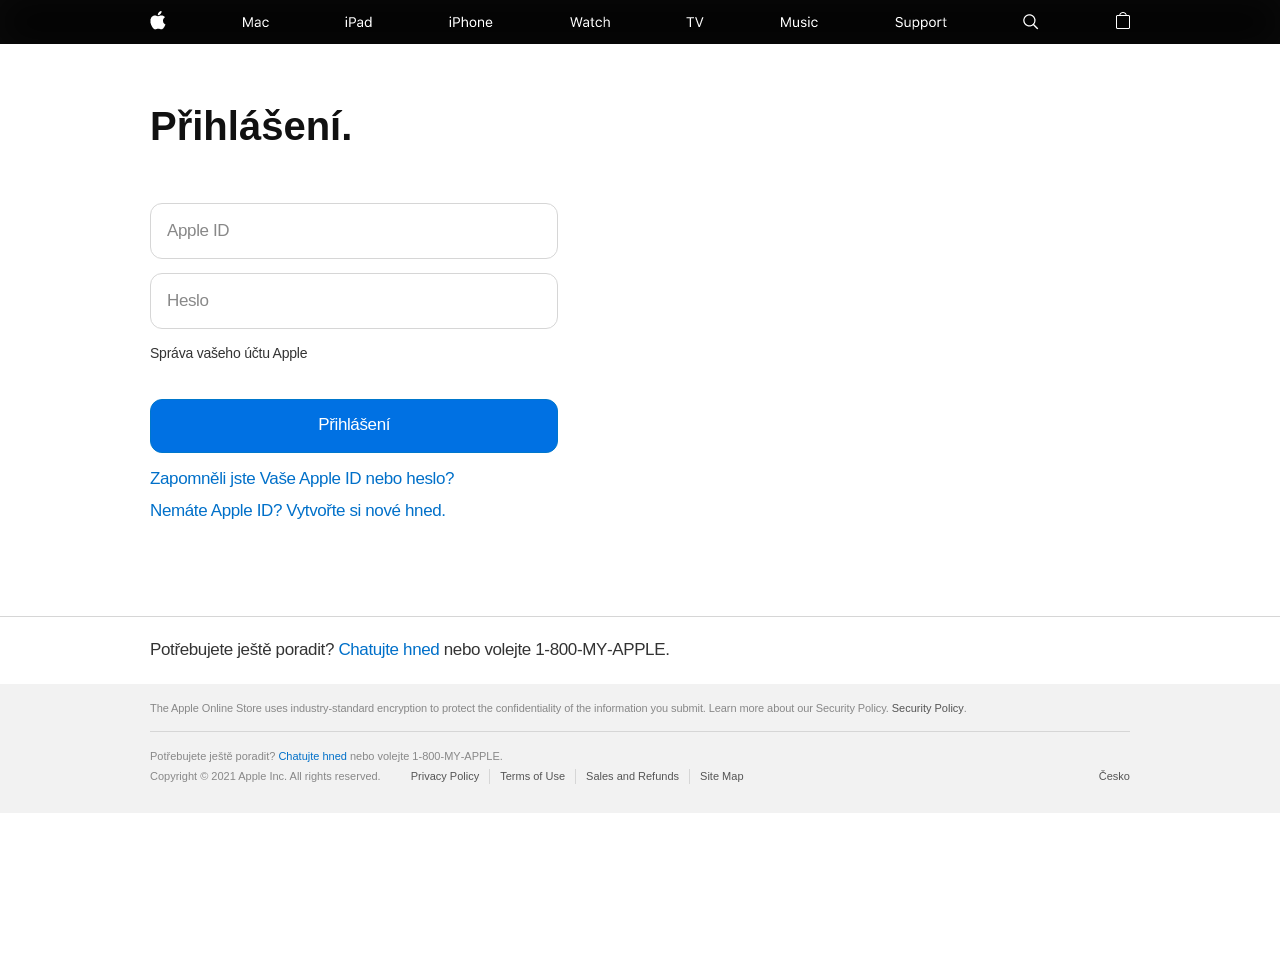 Mac iPad iPhone Watch TV Music Support
Přihlášení.
Apple ID
Heslo
Správa vašeho účtu Apple
Přihlášení
Zapomněli jste Vaše Apple ID nebo heslo?
Nemáte Apple ID? Vytvořte si nové hned.
Potřebujete ještě poradit? Chatujte hned nebo volejte 1-800-MY-APPLE.
The Apple Online Store uses industry-standard encryption to protect the confidentiality of the information you submit. Learn more about our Security Policy. Security Policy.
Potřebujete ještě poradit? Chatujte hned nebo volejte 1-800-MY-APPLE.
Copyright © 2021 Apple Inc. All rights reserved. Privacy Policy Terms of Use Sales and Refunds Site Map Česko